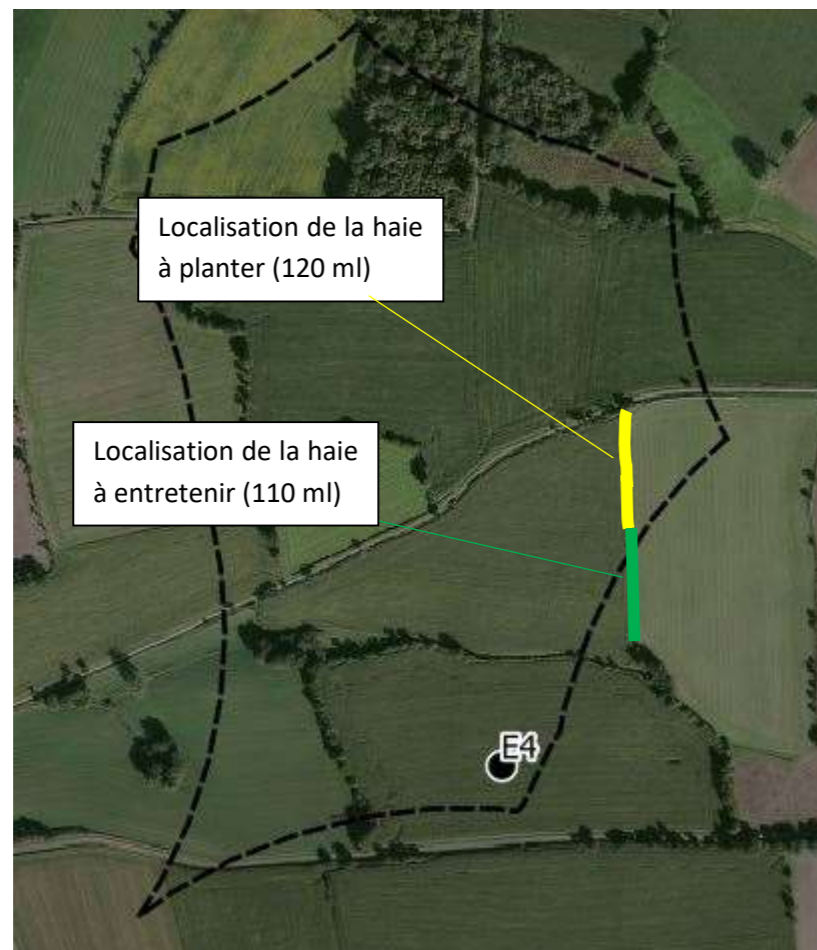 Localisation de la haie
à planter (120 ml)
Localisation de la haie
à entretenir (110 ml)
E4